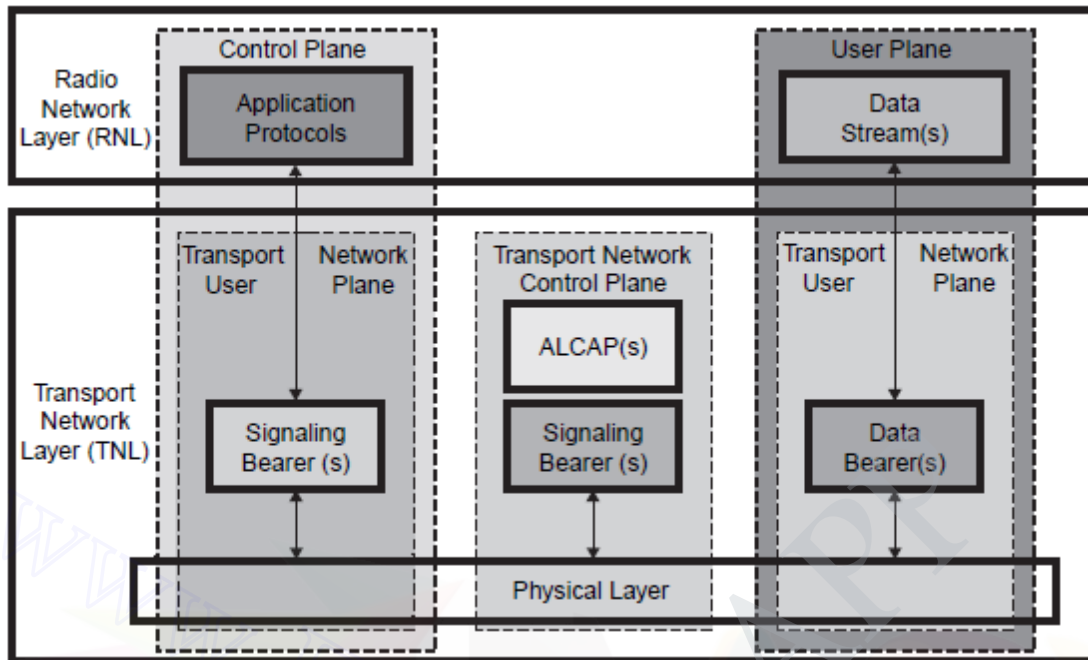 Control Plane
User Plane
Radio
Network
Layer (RNL)
Application
Protocols
Data
Stream(s)
Transport
User
Network
Plane
Transport Network
Control Plane
Transport
User
Network
Plane
ALCAP(s)
Transport
Network
Layer (TNL)
Signaling
Bearer (s)
Signaling
Bearer (s)
Data
Bearer(s)
Physical Layer